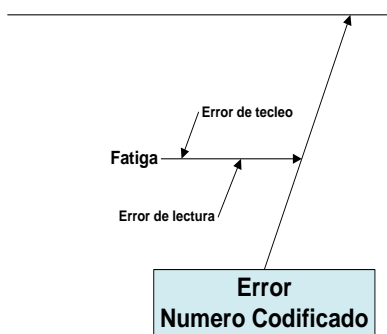 Error de tecleo
Fatiga
Error de lectura
Error
Numero Codificado